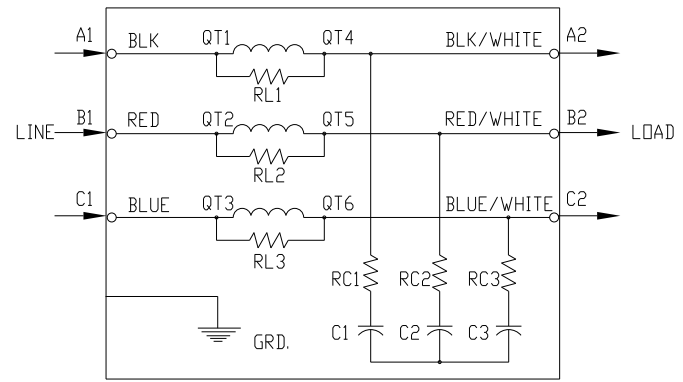 A1 BLK QT1 QT4 BLK/WHITE A2
RL1
LINE B1 RED QT2 QT5 RED/WHITE B2 LOAD
RL2
C1 BLUE QT3 QT6 BLUE/WHITE C2
RL3
RC1 RC2 RC3
C1 C2 C3
GRD.